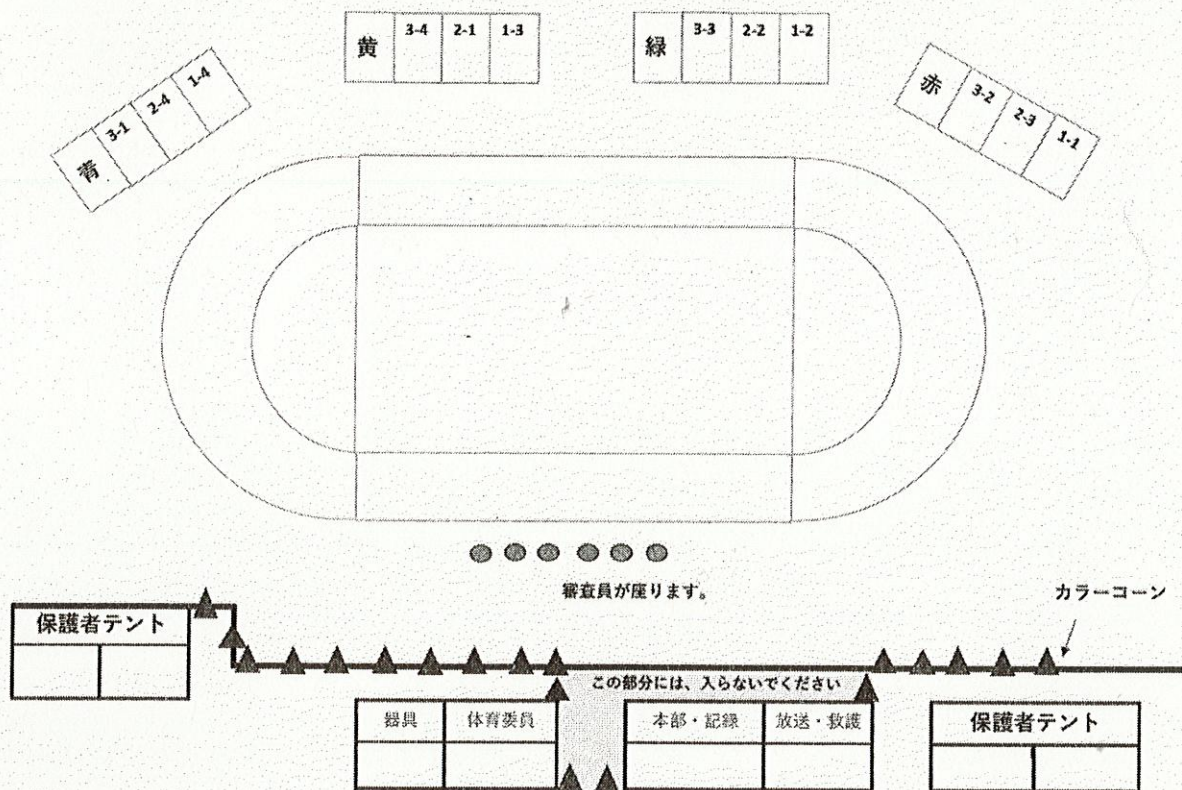 黄 3-4 2-1 1-3
緑 3-3 2-2 1-2
青 3-1 2-4 1-4
赤 3-2 2-3 1-1
審査員が座ります。
カラーコーン
保護者テント
この部分には、入らないでください
器具 体育委員
本部・記録 放送・救護
保護者テント